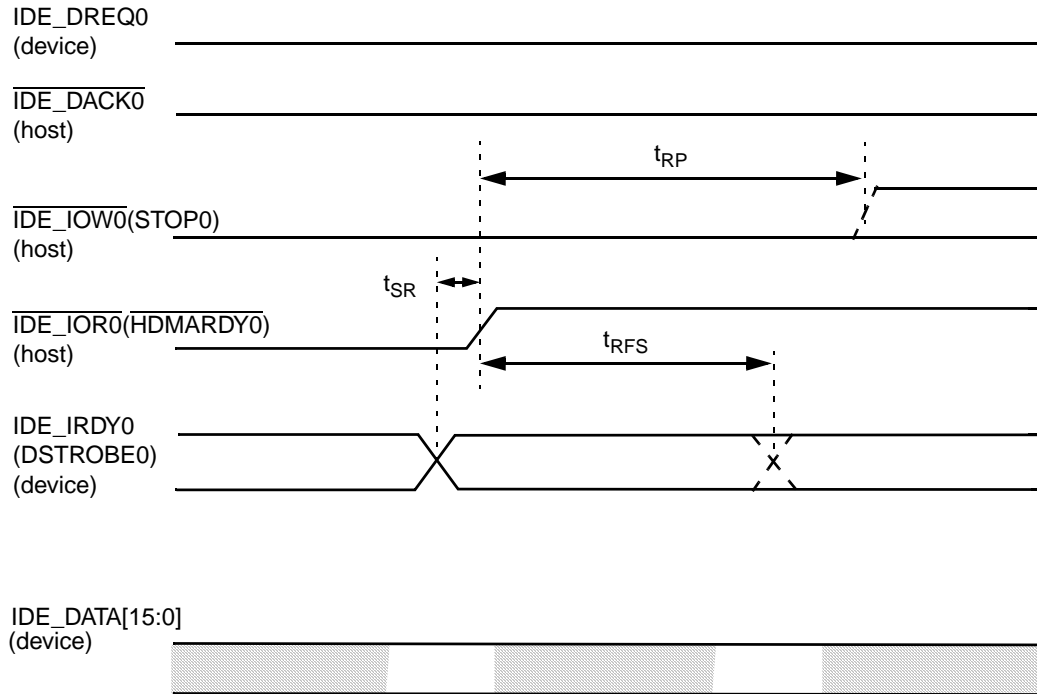 IDE_DREQ0
(device)
IDE_DACK0
(host)
tRP
IDE_IOW0(STOP0)
(host)
tSR
IDE_IOR0(HDMARDY0)
(host)
tRFS
IDE_IRDY0
(DSTROBE0)
(device)
IDE_DATA[15:0]
(device)